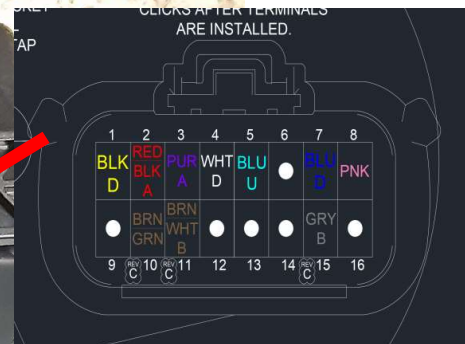 CLICKS AFTER TERMINALS
ARE INSTALLED.
TAP
1 2 3 4 5 6 7 8
BLK D
RED BLK A
PUR A
WHT D
BLU U
BLU D
PNK
BRN GRN
BRN WHT B
GRY B
9 REV C 10 REV C 11 12 13 14 REV C 15 16